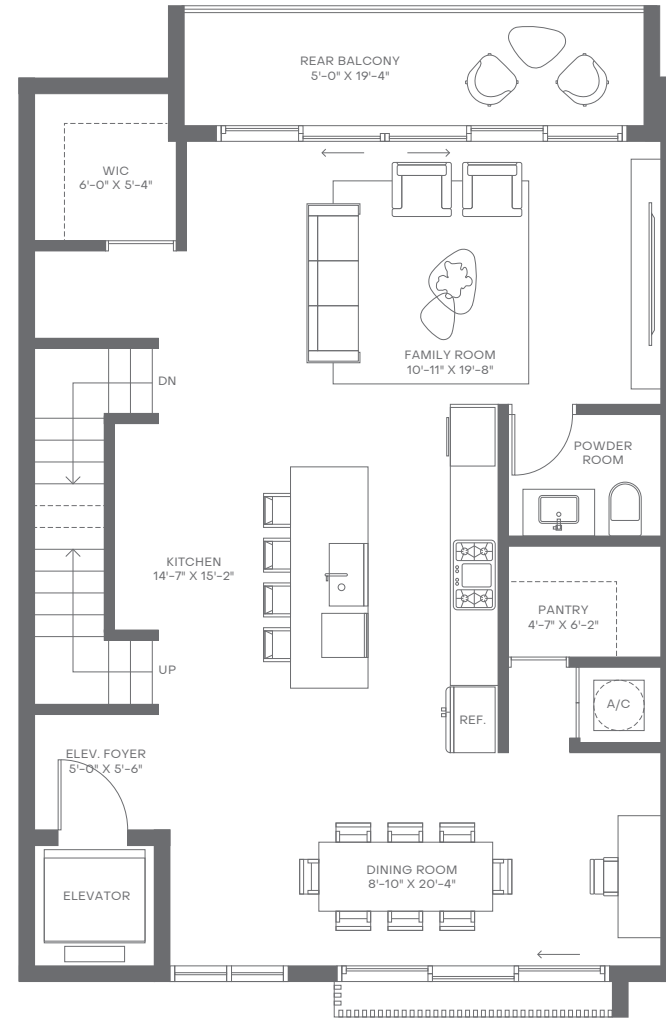 REAR BALCONY
5'-0" X 19'-4"
WIC
6'-0" X 5'-4"
FAMILY ROOM
10'-11" X 19'-8"
DN
POWDER
ROOM
KITCHEN
14'-7" X 15'-2"
PANTRY
4'-7" X 6'-2"
UP
A/C
REF.
ELEV. FOYER
5'-0" X 5'-6"
DINING ROOM
8'-10" X 20'-4"
ELEVATOR